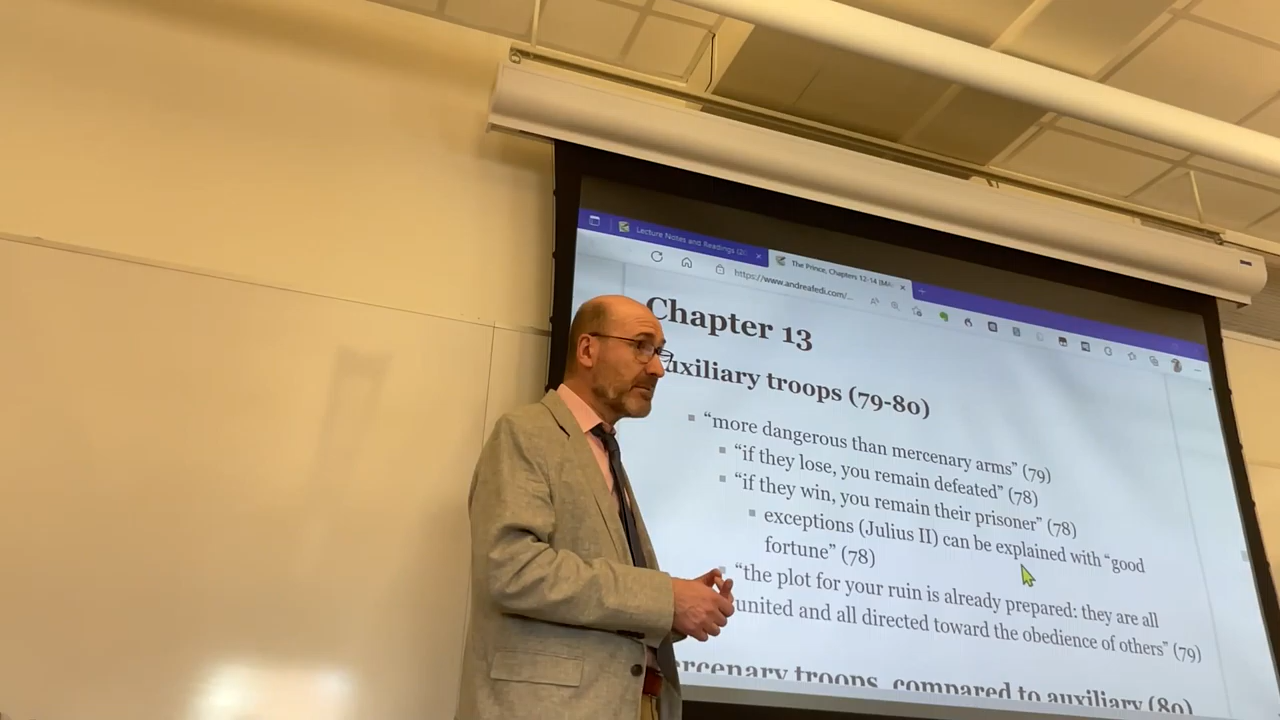 Lecture Notes and Readings (20
The Prince, Chapters 12-14 (MA
https://www.andreafedi.com/...
Chapter 13
uxiliary troops (79-80)
“more dangerous than mercenary arms” (79)
“if they lose, you remain defeated” (78)
“if they win, you remain their prisoner” (78)
exceptions (Julius II) can be explained with “good
fortune” (78)
“the plot for your ruin is already prepared: they are all
united and all directed toward the obedience of others” (79)
ercenary troops, compared to auxiliary (80)